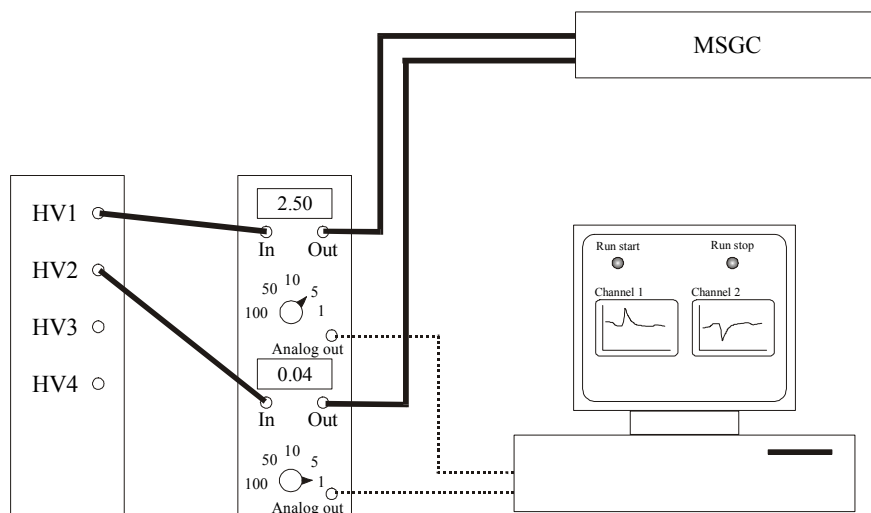 MSGC
HV1
HV2
HV3
HV4
2.50
In Out
100 50 10 5 1
Analog out
0.04
In Out
100 50 10 5 1
Analog out
Run start Run stop
Channel 1 Channel 2